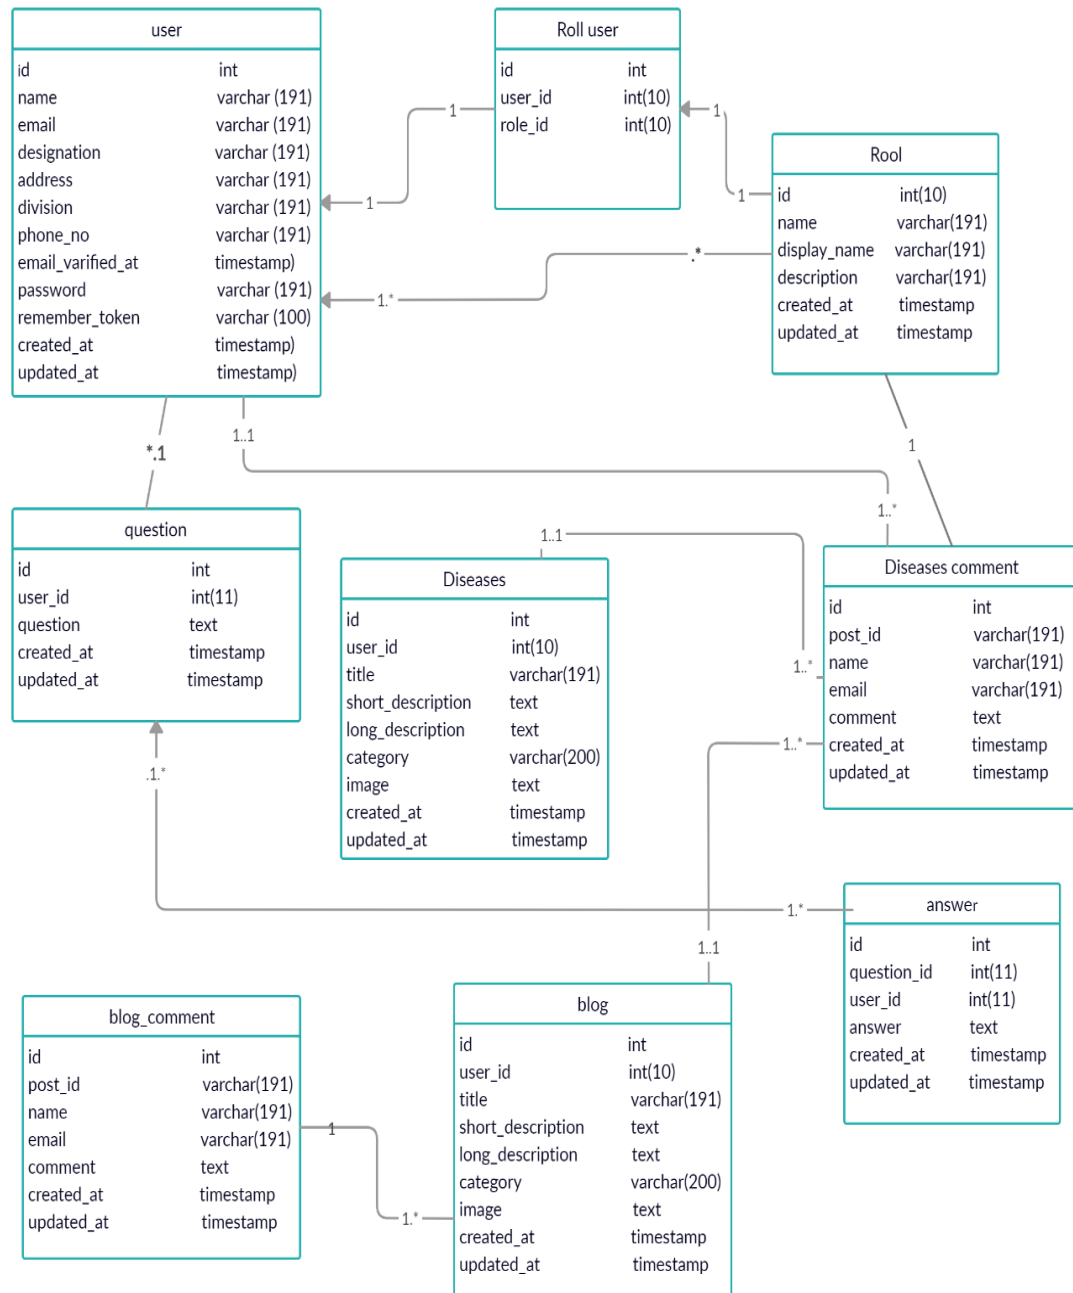 user
id int
name varchar (191)
email varchar (191)
designation varchar (191)
address varchar (191)
division varchar (191)
phone_no varchar (191)
email_varified_at timestamp)
password varchar (191)
remember_token varchar (100)
created_at timestamp)
updated_at timestamp)
Roll user
id int
user_id int(10)
role_id int(10)
1
1
1
1
Rool
id int(10)
name varchar(191)
display_name varchar(191)
description varchar(191)
created_at timestamp
updated_at timestamp
.*
1.*
*.1
1..1
1..*
1
question
id int
user_id int(11)
question text
created_at timestamp
updated_at timestamp
1..1
1..*
Diseases
id int
user_id int(10)
title varchar(191)
short_description text
long_description text
category varchar(200)
image text
created_at timestamp
updated_at timestamp
Diseases comment
id int
post_id varchar(191)
name varchar(191)
email varchar(191)
comment text
created_at timestamp
updated_at timestamp
1..*
.1.*
1.*
1..1
answer
id int
question_id int(11)
user_id int(11)
answer text
created_at timestamp
updated_at timestamp
blog_comment
id int
post_id varchar(191)
name varchar(191)
email varchar(191)
comment text
created_at timestamp
updated_at timestamp
1
1.*
blog
id int
user_id int(10)
title varchar(191)
short_description text
long_description text
category varchar(200)
image text
created_at timestamp
updated_at timestamp